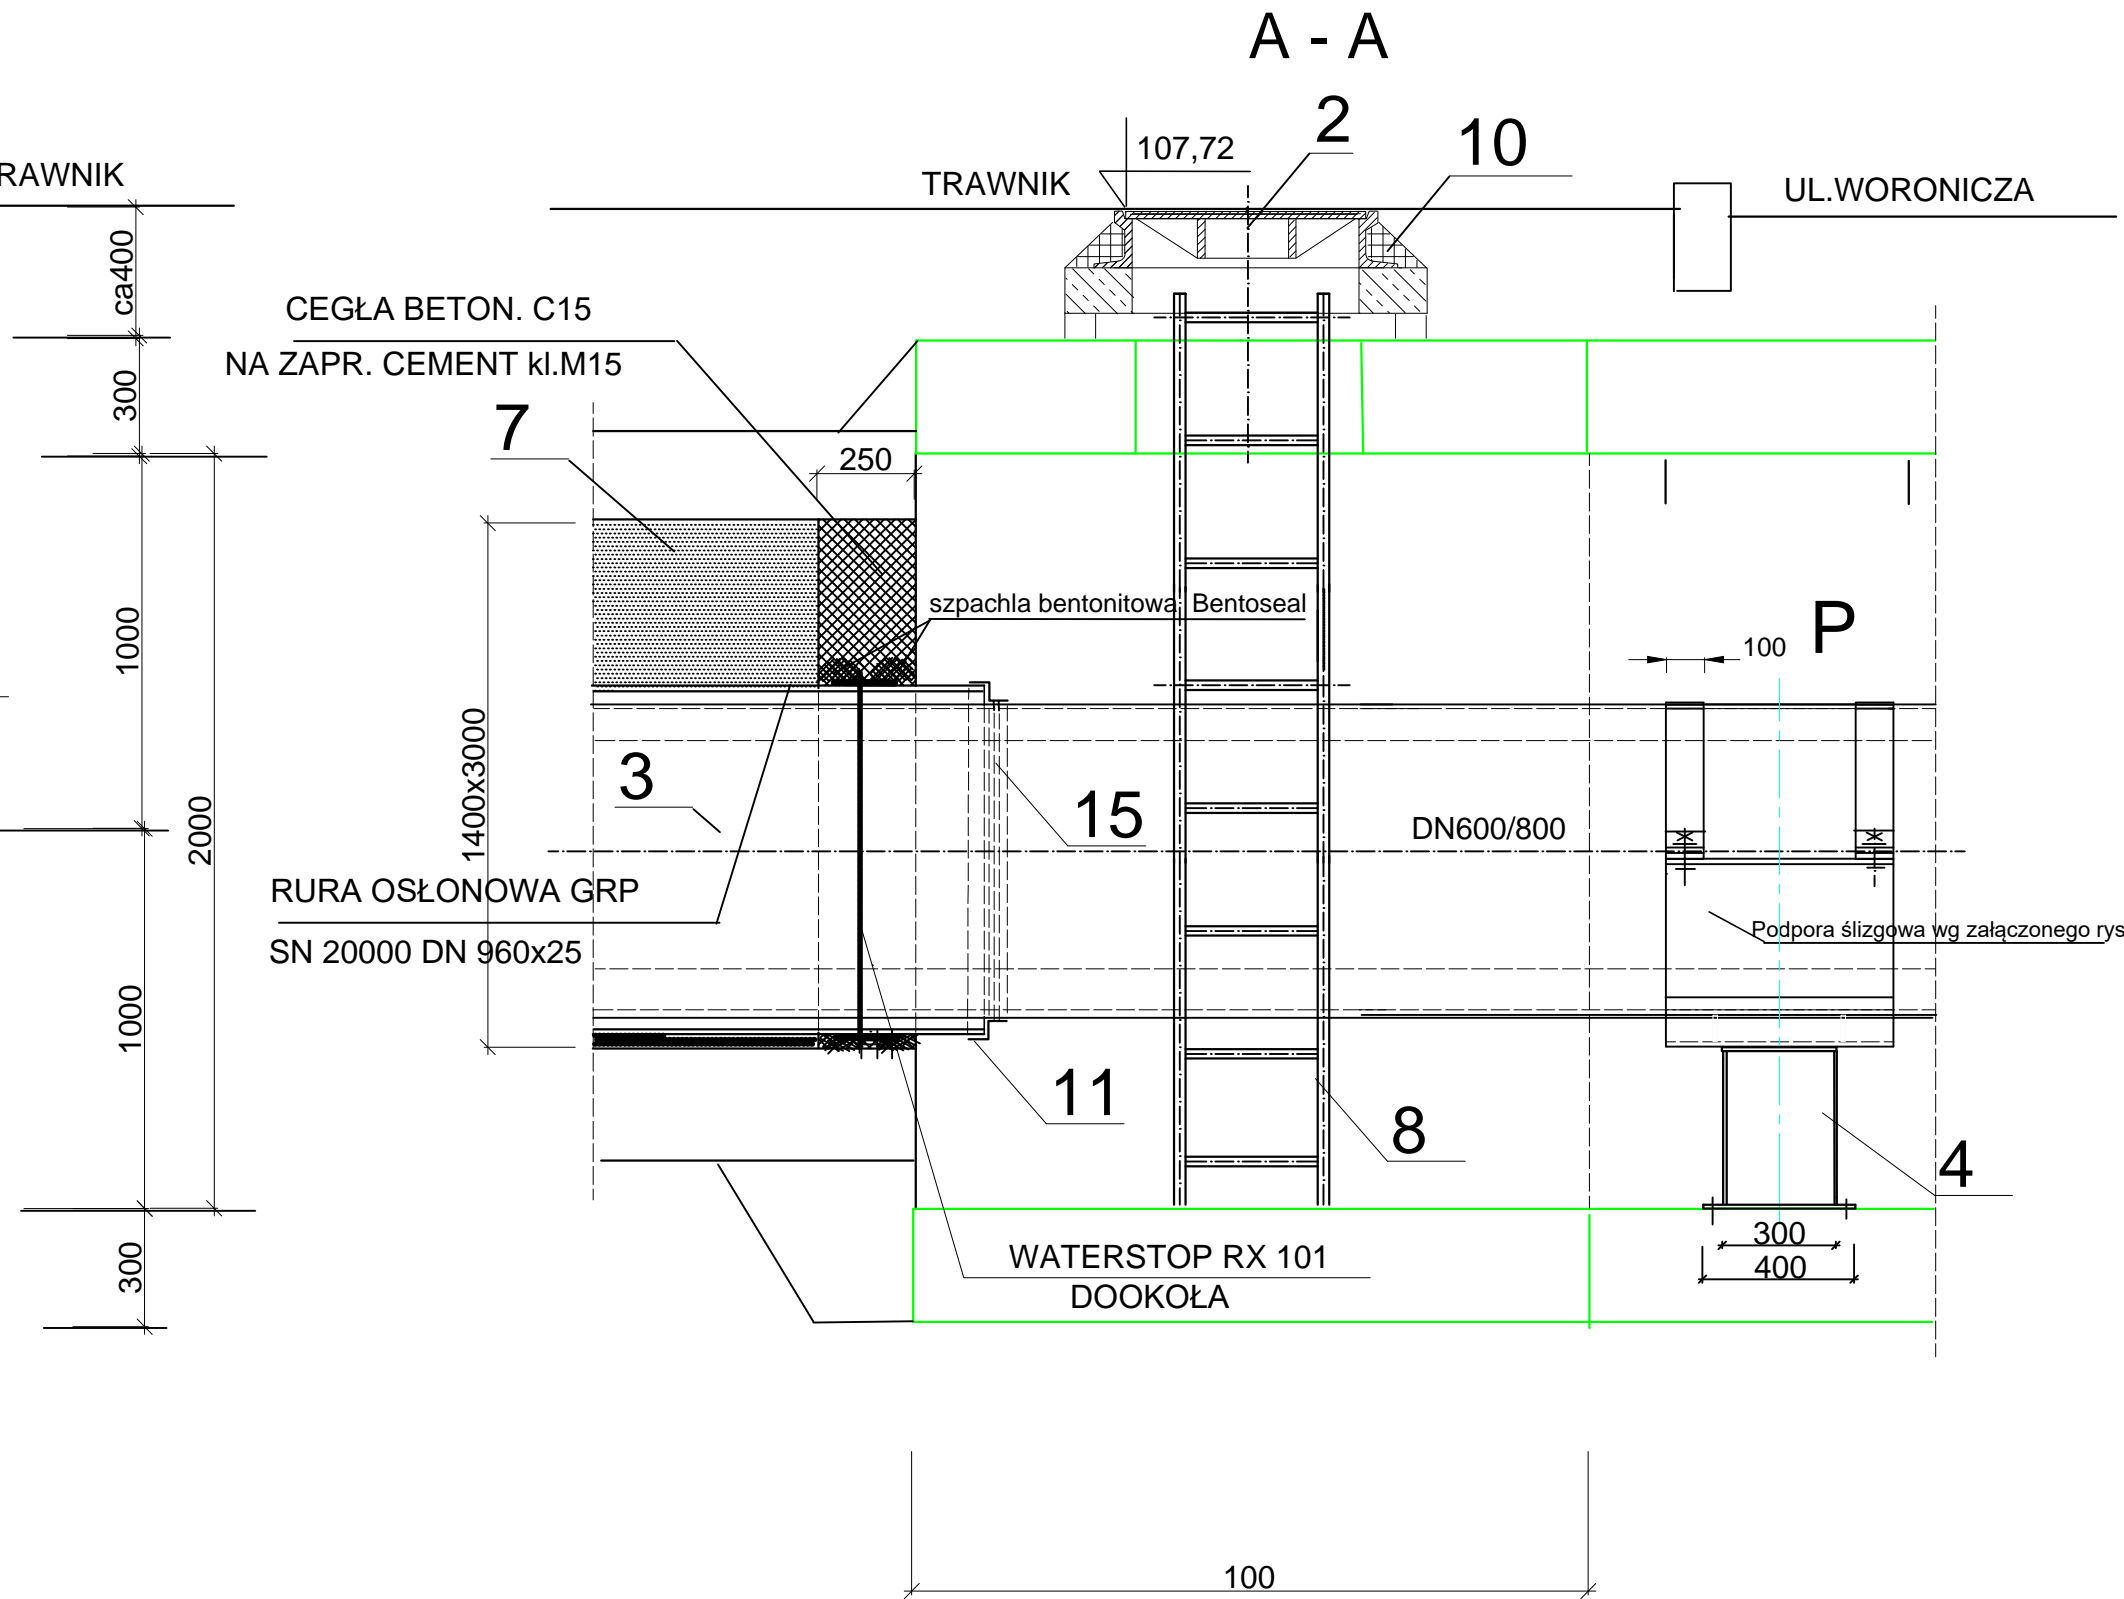 A - A
2
10
107,72
RAWNIK
TRAWNIK
UL.WORONICZA
ca400
CEGŁA BETON. C15
NA ZAPR. CEMENT kl.M15
300
7
250
szpachla bentonitowa Bentoseal
1000
100
P
1400x3000
3
15
2000
DN600/800
RURA OSŁONOWA GRP
SN 20000 DN 960x25
Podpora ślizgowa wg załączonego rys
1000
11
8
4
300
WATERSTOP RX 101
DOOKOŁA
300
400
100